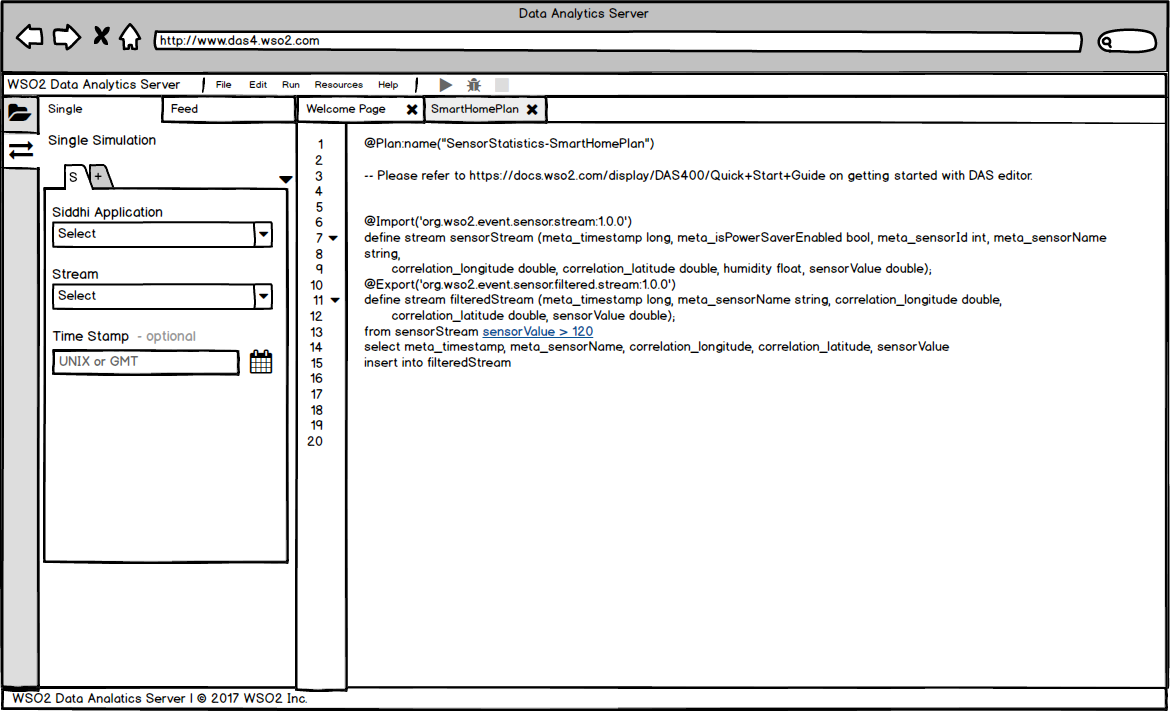 Data Analytics Server
http://www.das4.wso2.com
WSO2 Data Analytics Server | File Edit Run Resources Help |
Single Feed
Single Simulation
S +
Siddhi Application
Select
Stream
Select
Time Stamp - optional
UNIX or GMT
Welcome Page SmartHomePlan
1 @Plan:name("SensorStatistics-SmartHomePlan")
2
3 -- Please refer to https://docs.wso2.com/display/DAS400/Quick+Start+Guide on getting started with DAS editor.
4
5
6 @Import('org.wso2.event.sensor.stream:1.0.0')
7 define stream sensorStream (meta_timestamp long, meta_isPowerSaverEnabled bool, meta_sensorId int, meta_sensorName
8 string,
9 correlation_longitude double, correlation_latitude double, humidity float, sensorValue double);
10 @Export('org.wso2.event.sensor.filtered.stream:1.0.0')
11 define stream filteredStream (meta_timestamp long, meta_sensorName string, correlation_longitude double,
12 correlation_latitude double, sensorValue double);
13 from sensorStream sensorValue > 120
14 select meta_timestamp, meta_sensorName, correlation_longitude, correlation_latitude, sensorValue
15 insert into filteredStream
16
17
18
19
20
WSO2 Data Analatics Server | © 2017 WSO2 Inc.